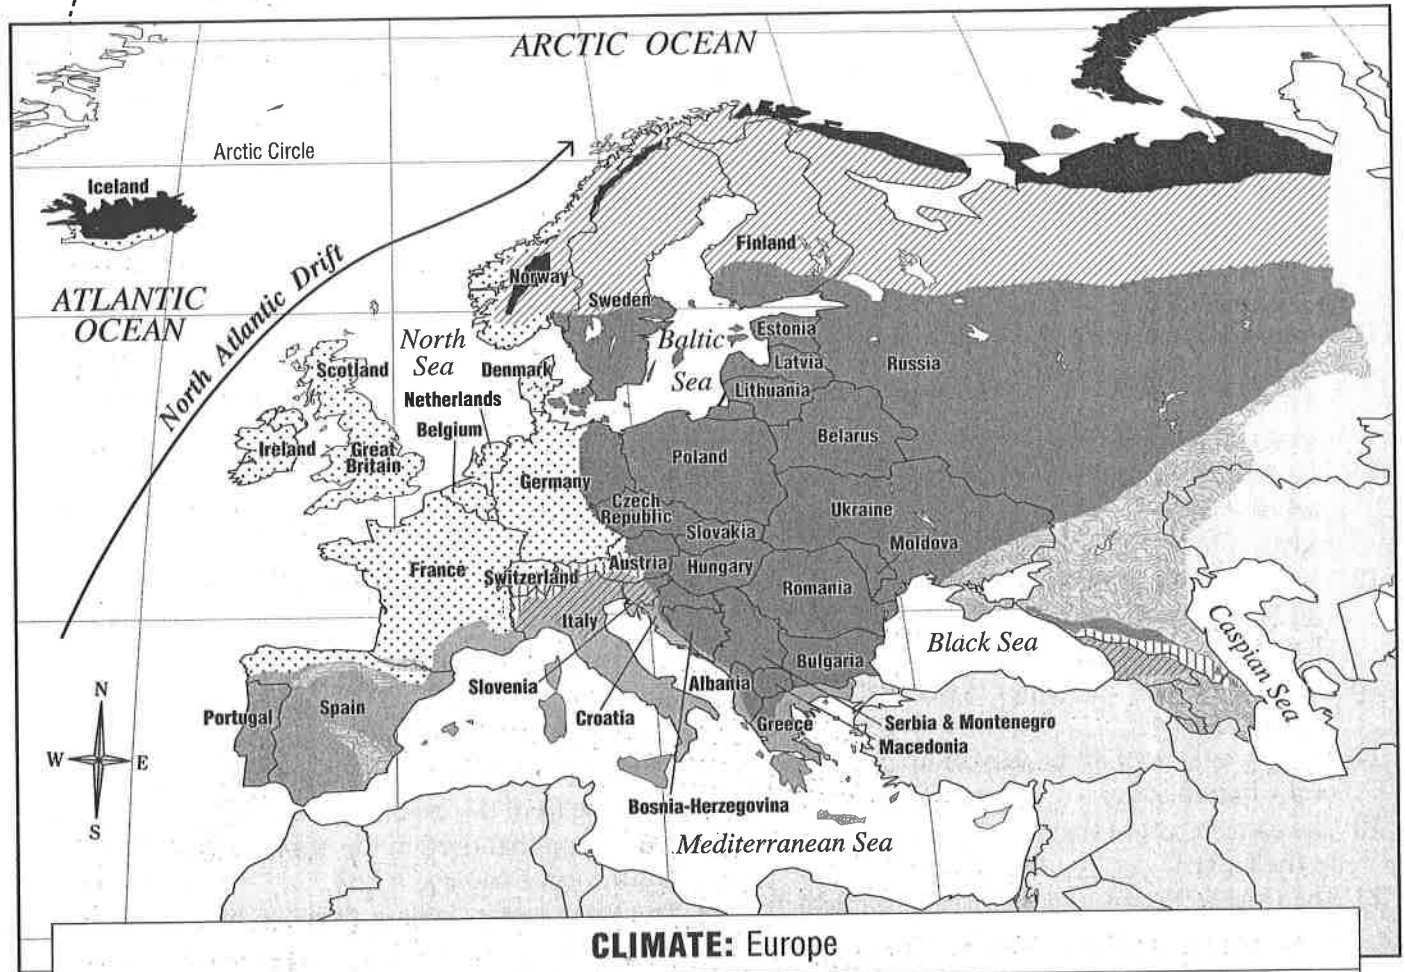 ARCTIC OCEAN
Arctic Circle
Iceland
North Atlantic Drift
ATLANTIC
OCEAN
Norway
Finland
Sweden
North
Sea
Baltic
Sea
Estonia
Latvia
Lithuania
Russia
Scotland
Denmark
Netherlands
Belgium
Ireland
Great
Britain
Germany
Poland
Belarus
Czech
Republic
Slovakia
Ukraine
Moldova
France
Switzerland
Austria
Hungary
Romania
Italy
Black Sea
Caspian Sea
Bulgaria
Slovenia
Croatia
Albania
Portugal
Spain
Greece
Serbia & Montenegro
Macedonia
Bosnia-Herzegovina
Mediterranean Sea
N
W
E
S
CLIMATE: Europe